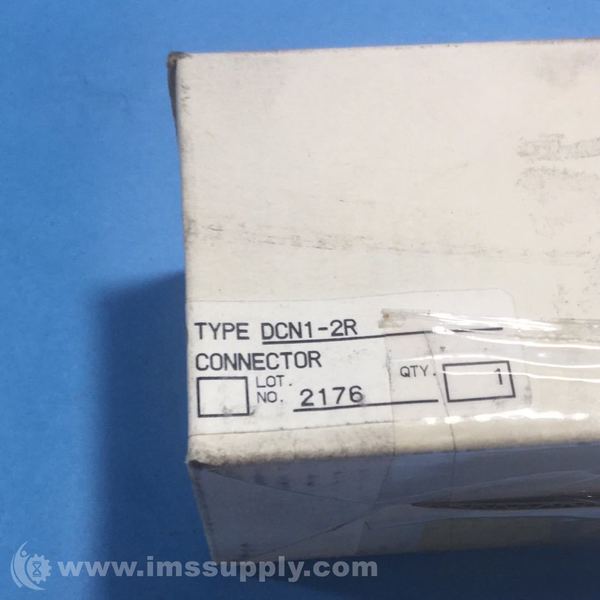 TYPE DCN1-2R
CONNECTOR
LOT. NO. 2176 QTY. 1
www.imssupply.com